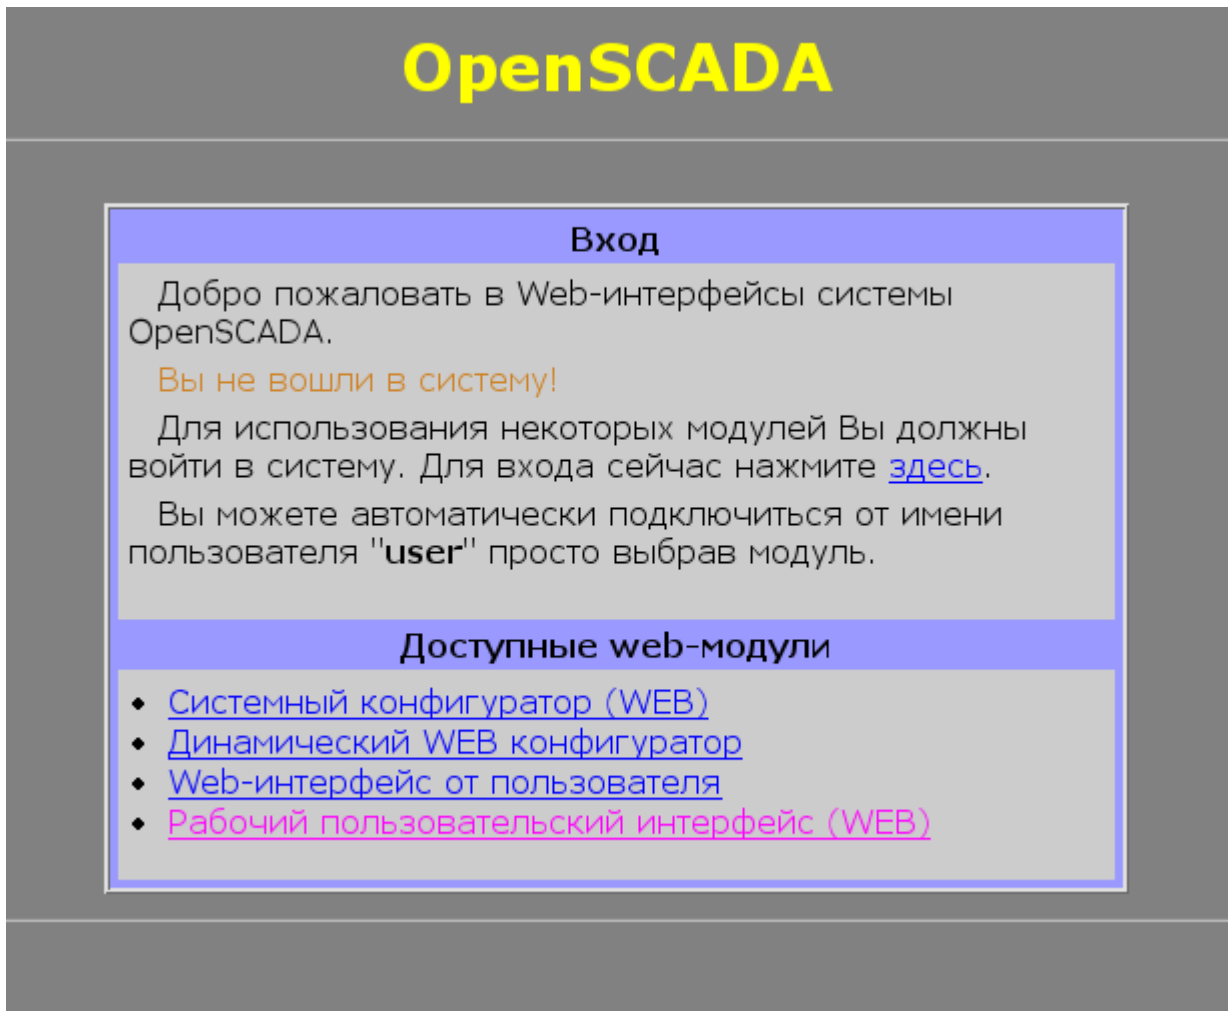 OpenSCADA
Вход
Добро пожаловать в Web-интерфейсы системы
OpenSCADA.
Вы не вошли в систему!
Для использования некоторых модулей Вы должны
войти в систему. Для входа сейчас нажмите здесь.
Вы можете автоматически подключиться от имени
пользователя "user" просто выбрав модуль.
Доступные web-модули
• Системный конфигуратор (WEB)
• Динамический WEB конфигуратор
• Web-интерфейс от пользователя
• Рабочий пользовательский интерфейс (WEB)